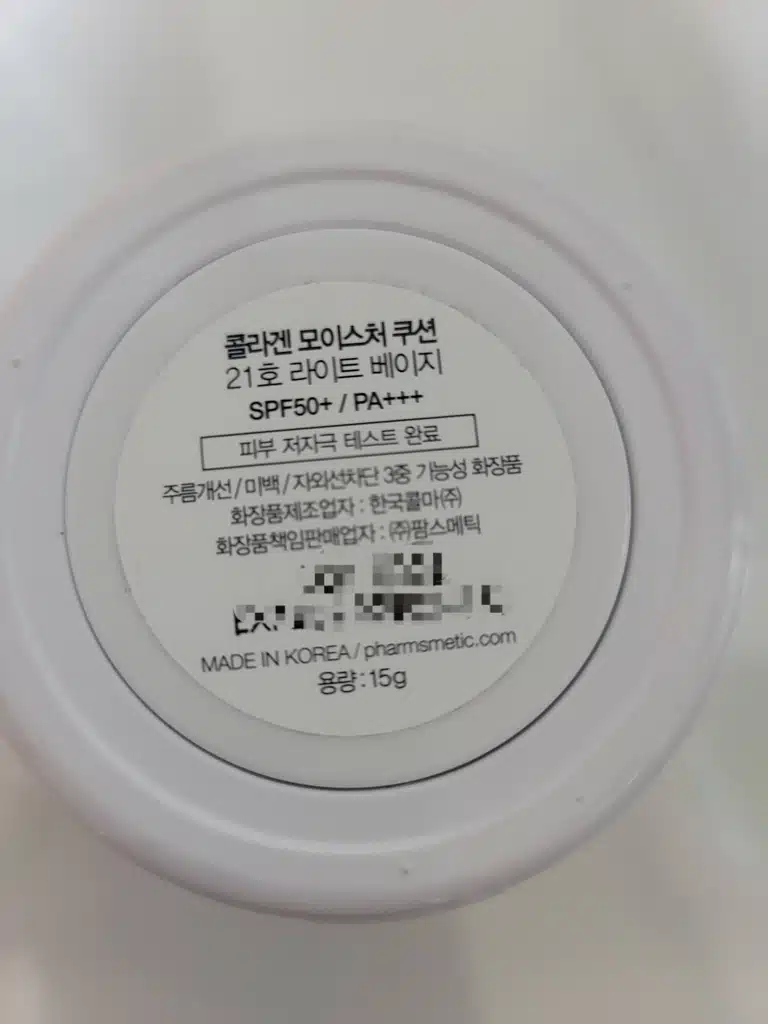 콜라겐 모이스처 쿠션
21호 라이트 베이지
SPF50+ / PA+++
피부 저자극 테스트 완료
주름개선/미백/자외선차단 3중 기능성 화장품
화장품제조업자 : 한국콜마㈜
화장품책임판매업자 : ㈜팜스메틱
MADE IN KOREA/pharmsmetic.com
용량:15g